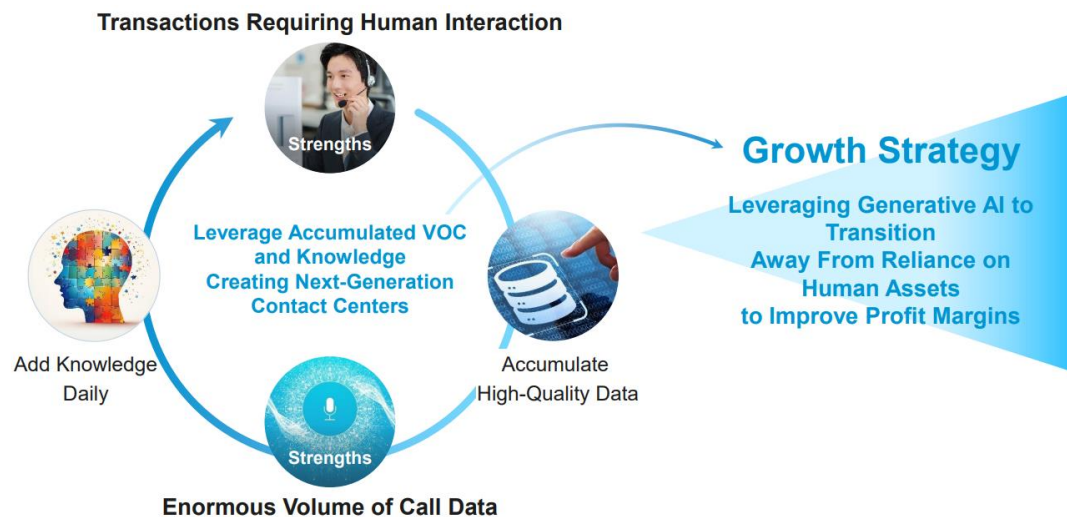 Transactions Requiring Human Interaction
Strengths
Growth Strategy
Leverage Accumulated VOC
and Knowledge
Creating Next-Generation
Contact Centers
Leveraging Generative AI to
Transition
Away From Reliance on
Human Assets
to Improve Profit Margins
Add Knowledge
Daily
Accumulate
High-Quality Data
Strengths
Enormous Volume of Call Data